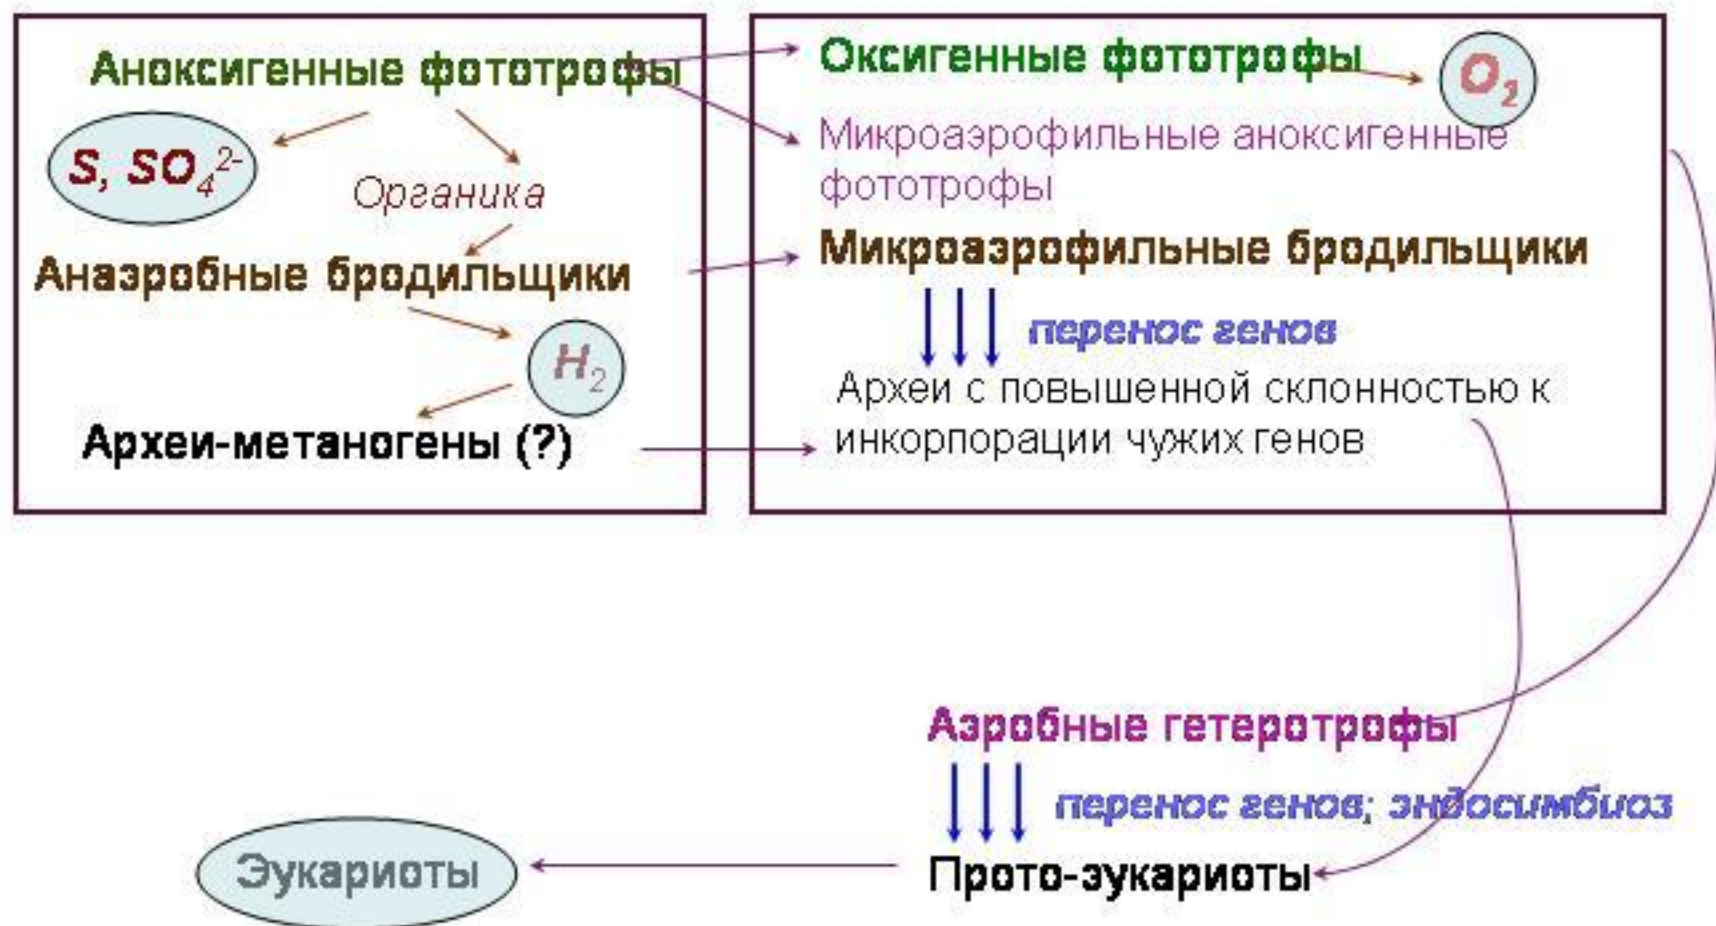 Аноксигенные фототрофы
S, SO₄²⁻
Органика
Анаэробные бродильщики
H₂
Археи-метаногены (?)
Оксигенные фототрофы
O₂
Микроаэрофильные аноксигенные
фототрофы
Микроаэрофильные бродильщики
перенос генов
Археи с повышенной склонностью к
инкорпорации чужих генов
Аэробные гетеротрофы
перенос генов; эндосимбиоз
Прото-эукариоты
Эукариоты